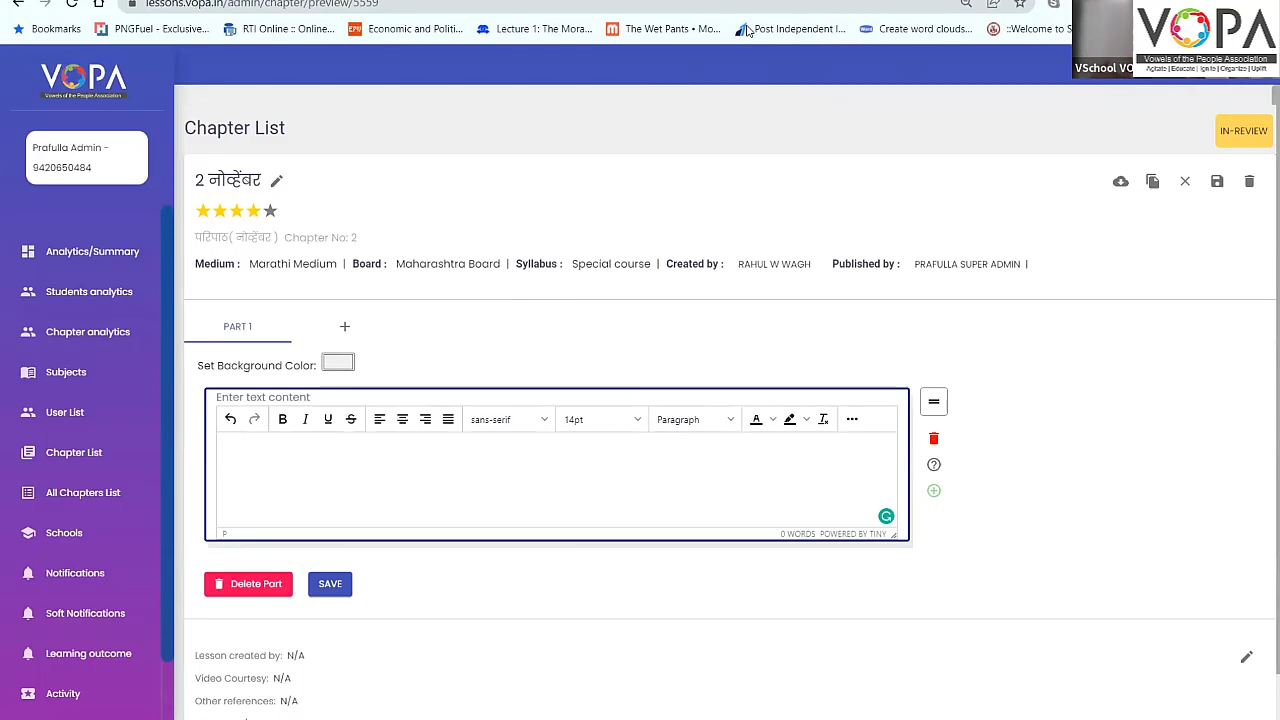 lessons.vopa.in/admin/chapter/preview/5559
Bookmarks
PNGFuel - Exclusive...
RTI Online :: Online...
EPW
Economic and Politi...
Lecture 1: The Mora...
The Wet Pants • Mo...
Post Independent I...
Create word clouds...
::Welcome to S
VOPA
Vowels of the People Association
Agitate | Educate | Ignite | Organize | Uplift
VSchool VO
VOPA
Vowels of the People Association
Prafulla Admin -
9420650484
Analytics/Summary
Students analytics
Chapter analytics
Subjects
User List
Chapter List
All Chapters List
Schools
Notifications
Soft Notifications
Learning outcome
Activity
Chapter List
IN-REVIEW
2 नोव्हेंबर
परिपाठ( नोव्हेंबर ) Chapter No: 2
Medium : Marathi Medium | Board : Maharashtra Board | Syllabus : Special course | Created by : RAHUL W WAGH Published by : PRAFULLA SUPER ADMIN |
PART 1
Set Background Color:
Enter text content
sans-serif 14pt Paragraph
P 0 WORDS POWERED BY TINY
Delete Part SAVE
Lesson created by: N/A
Video Courtesy: N/A
Other references: N/A